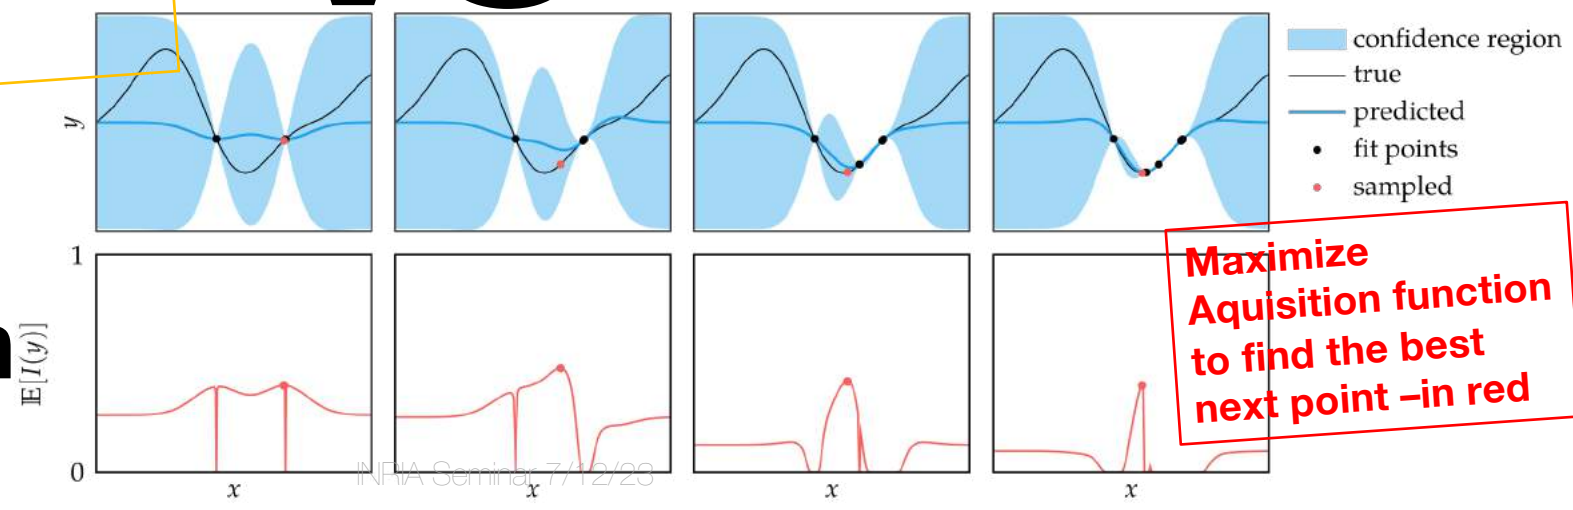 y
confidence region
true
predicted
fit points
sampled
1
𝔼[I(y)]
0
x
x
x
x
Maximize
Aquisition function
to find the best
next point –in red
INRIA Seminar 7/12/23